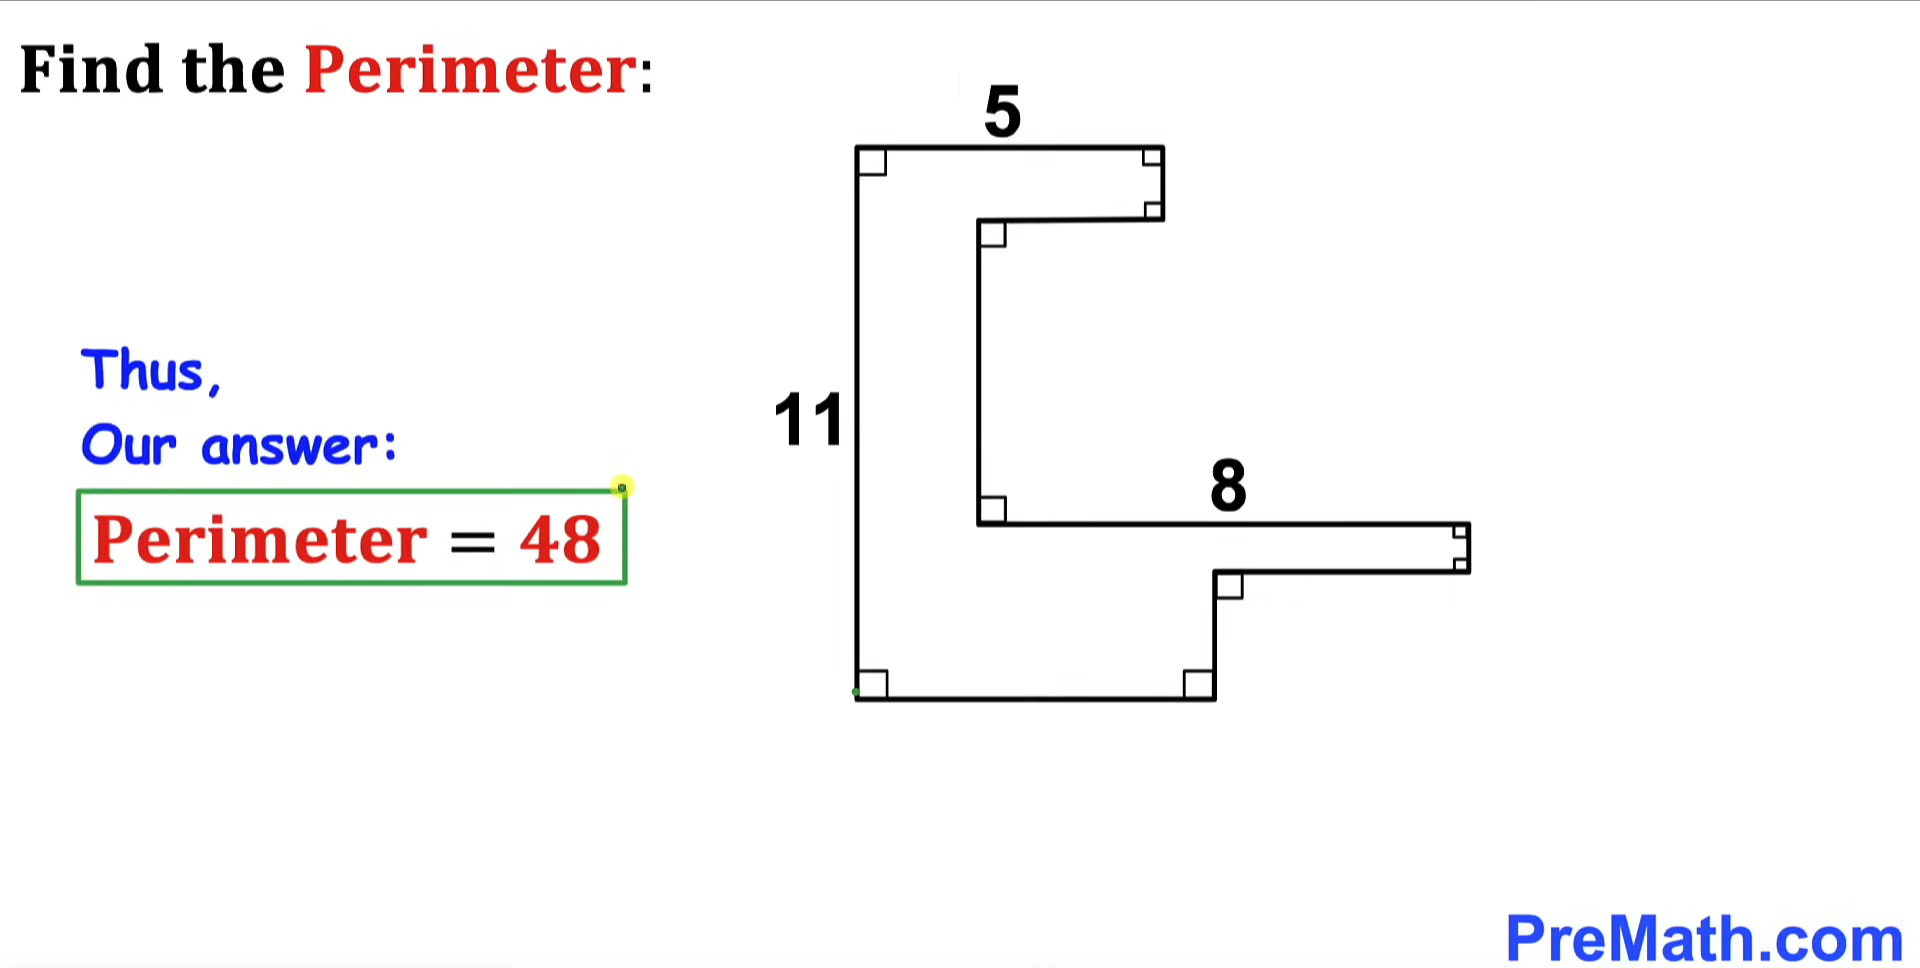 Find the Perimeter:
5
11
8
Thus,
Our answer:
Perimeter = 48
PreMath.com